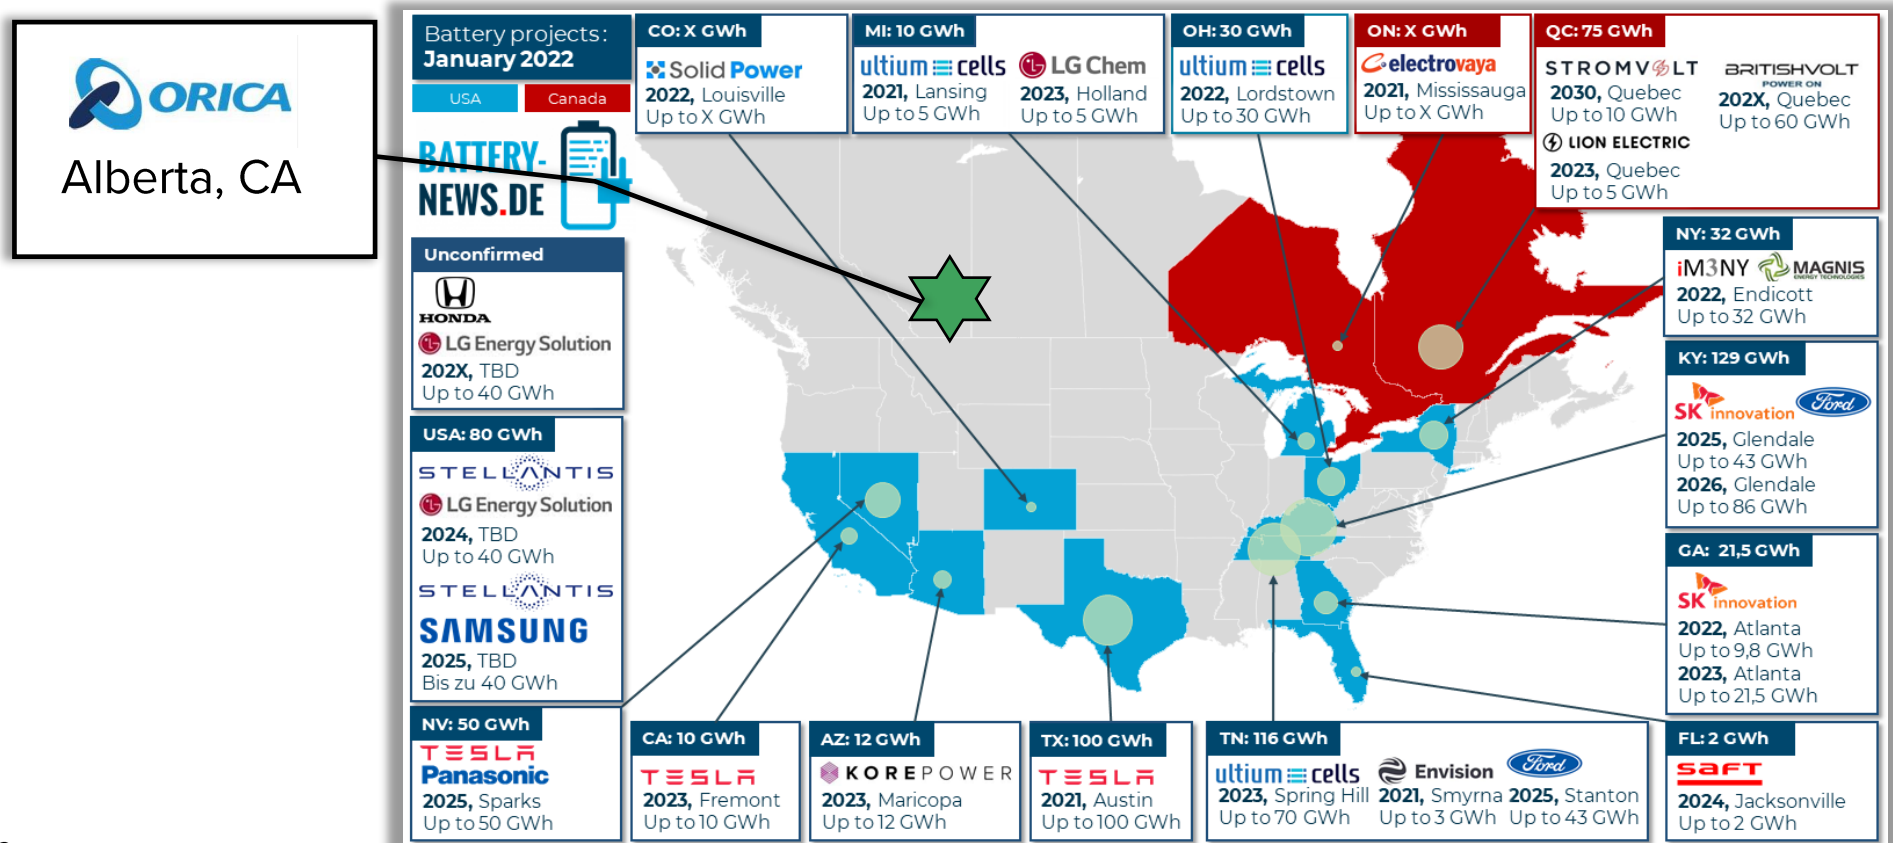 ORICA
Alberta, CA
Battery projects:
January 2022
USA
Canada
BATTERY-
NEWS.DE
CO: X GWh
Solid Power
2022, Louisville
Up to X GWh
MI: 10 GWh
ultium cells
2021, Lansing
Up to 5 GWh
LG Chem
2023, Holland
Up to 5 GWh
OH: 30 GWh
ultium cells
2022, Lordstown
Up to 30 GWh
ON: X GWh
electrovaya
2021, Mississauga
Up to X GWh
QC: 75 GWh
STROMVOLT
2030, Quebec
Up to 10 GWh
BRITISHVOLT
POWER ON
202X, Quebec
Up to 60 GWh
LION ELECTRIC
2023, Quebec
Up to 5 GWh
Unconfirmed
HONDA
LG Energy Solution
202X, TBD
Up to 40 GWh
USA: 80 GWh
STELLANTIS
LG Energy Solution
2024, TBD
Up to 40 GWh
STELLANTIS
SAMSUNG
2025, TBD
Bis zu 40 GWh
NY: 32 GWh
iM3NY
MAGNIS
ENERGY TECHNOLOGIES
2022, Endicott
Up to 32 GWh
KY: 129 GWh
SK innovation
Ford
2025, Glendale
Up to 43 GWh
2026, Glendale
Up to 86 GWh
GA: 21,5 GWh
SK innovation
2022, Atlanta
Up to 9,8 GWh
2023, Atlanta
Up to 21,5 GWh
NV: 50 GWh
TESLA
Panasonic
2025, Sparks
Up to 50 GWh
CA: 10 GWh
TESLA
2023, Fremont
Up to 10 GWh
AZ: 12 GWh
KOREPOWER
2023, Maricopa
Up to 12 GWh
TX: 100 GWh
TESLA
2021, Austin
Up to 100 GWh
TN: 116 GWh
ultium cells
2023, Spring Hill
Up to 70 GWh
Envision
2021, Smyrna
Up to 3 GWh
Ford
2025, Stanton
Up to 43 GWh
FL: 2 GWh
saft
2024, Jacksonville
Up to 2 GWh